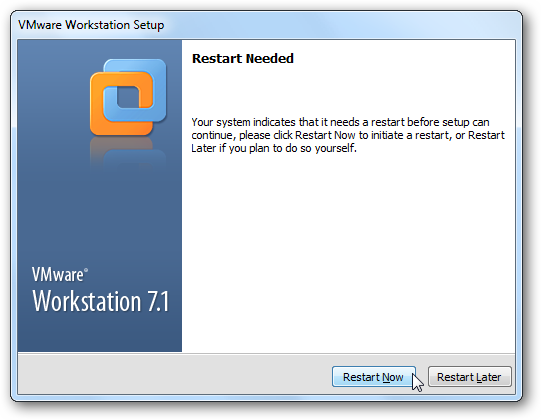 VMware Workstation Setup
Restart Needed
Your system indicates that it needs a restart before setup can
continue, please click Restart Now to initiate a restart, or Restart
Later if you plan to do so yourself.
VMware®
Workstation 7.1
Restart Now
Restart Later